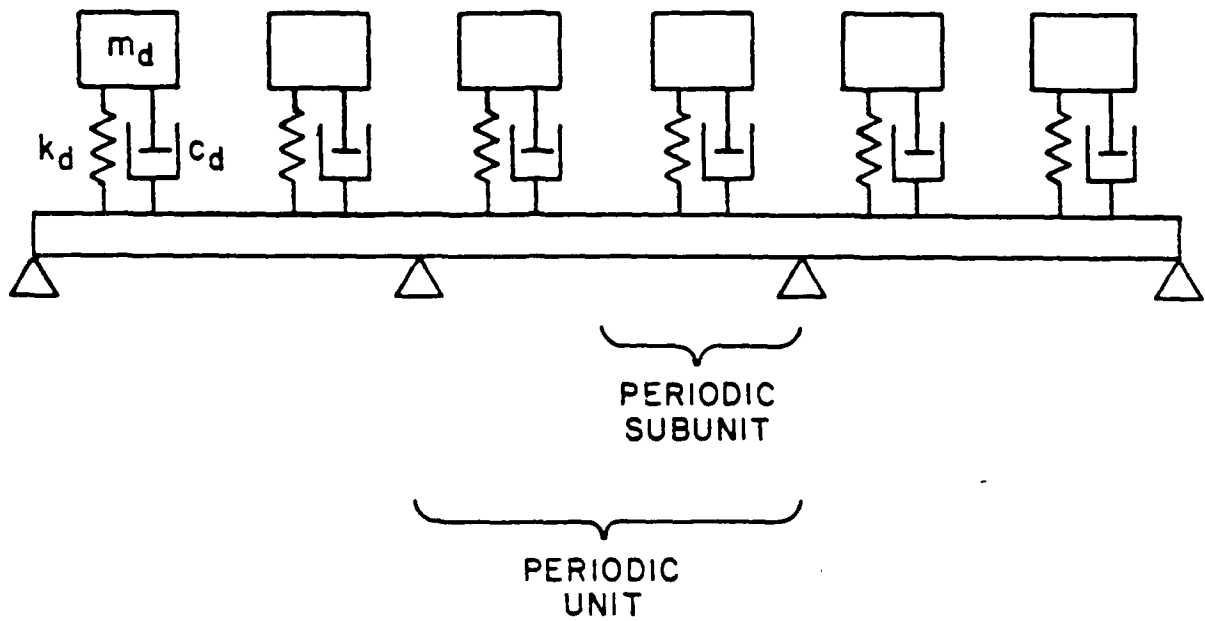 m_d
k_d
c_d
PERIODIC
SUBUNIT
PERIODIC
UNIT